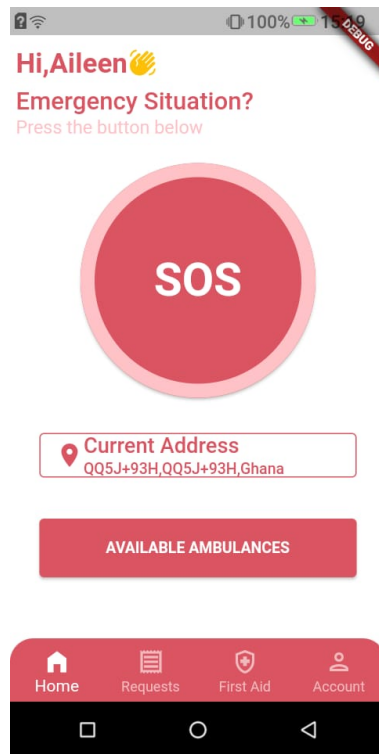 100% 15:09
DEBUG
Hi,Aileen👋
Emergency Situation?
Press the button below
SOS
Current Address
QQ5J+93H,QQ5J+93H,Ghana
AVAILABLE AMBULANCES
Home Requests First Aid Account